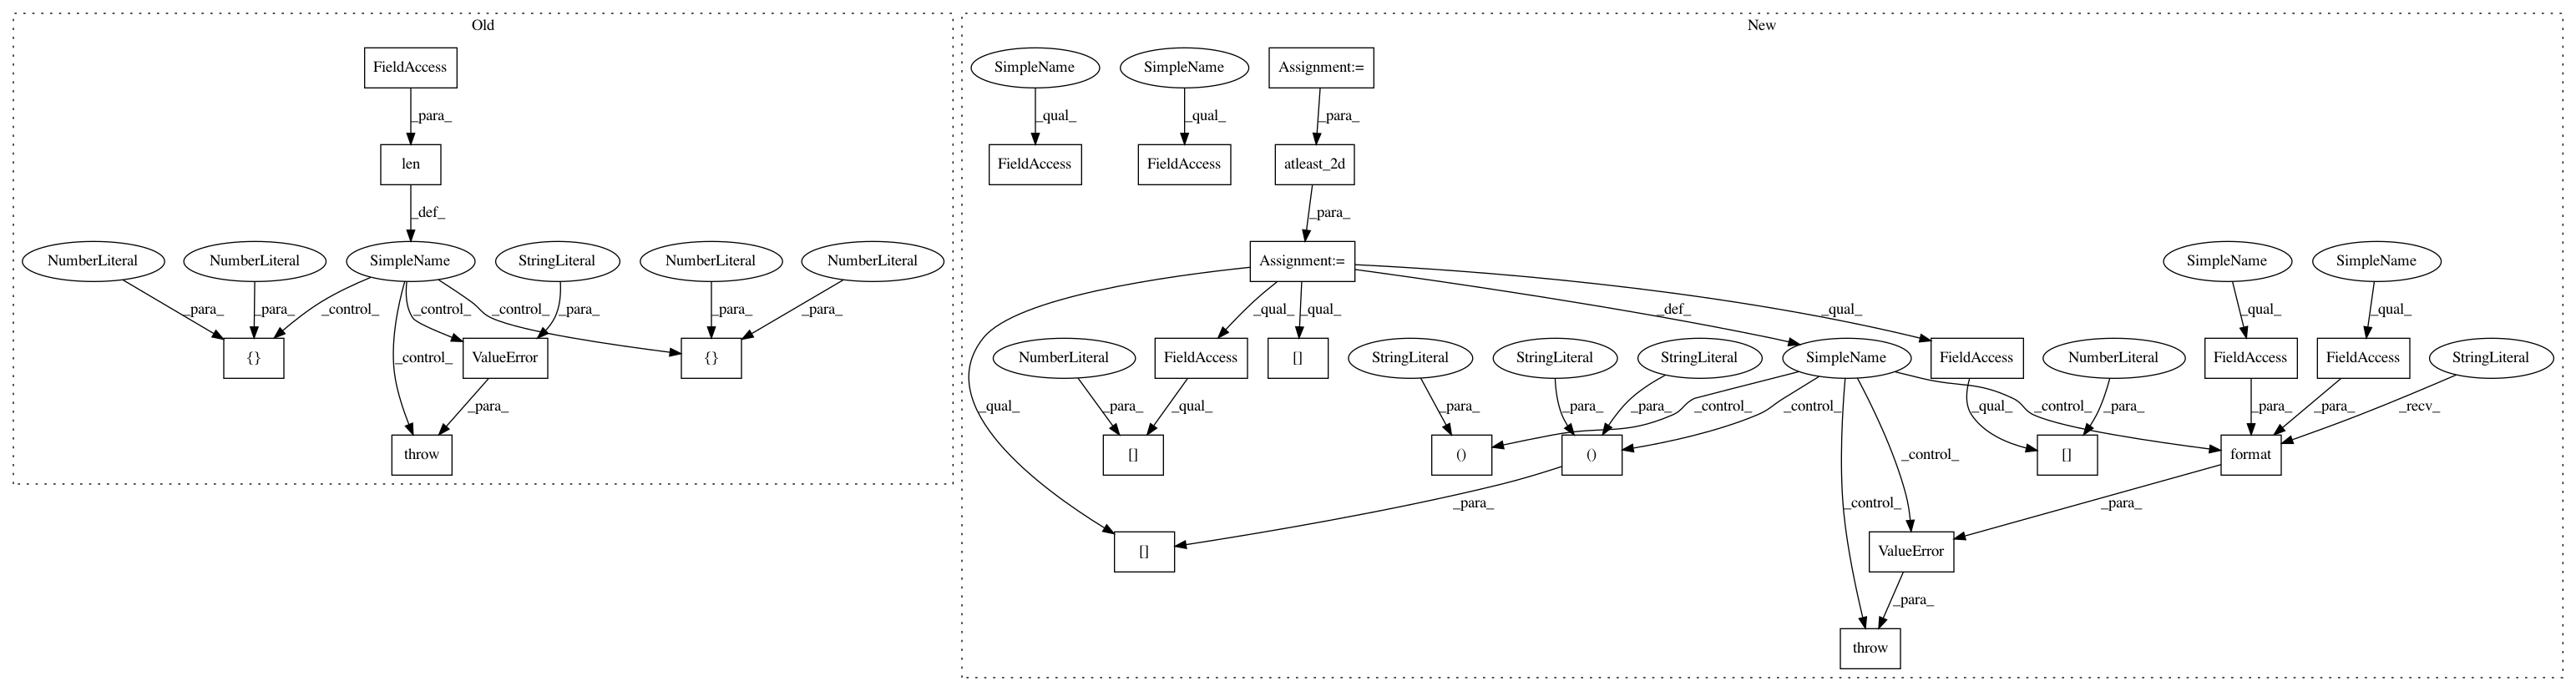 Old
New
FieldAccess
SimpleName
SimpleName
Assignment:=
_para_
_qual_
_qual_
_para_
len
FieldAccess
FieldAccess
atleast_2d
_def_
_para_
NumberLiteral
NumberLiteral
SimpleName
StringLiteral
NumberLiteral
NumberLiteral
Assignment:=
SimpleName
SimpleName
_para_
_para_
_control_
_control_
_para_
_control_
_para_
_para_
_qual_
_qual_
_def_
_qual_
_qual_
_qual_
{}
_control_
ValueError
{}
NumberLiteral
FieldAccess
[]
StringLiteral
StringLiteral
StringLiteral
SimpleName
FieldAccess
NumberLiteral
FieldAccess
FieldAccess
StringLiteral
_para_
_qual_
_para_
_qual_
_para_
_para_
_para_
_control_
_control_
_qual_
_para_
_control_
_para_
_para_
_recv_
throw
[]
()
()
_control_
[]
format
_para_
_control_
_para_
[]
ValueError
_para_
throw